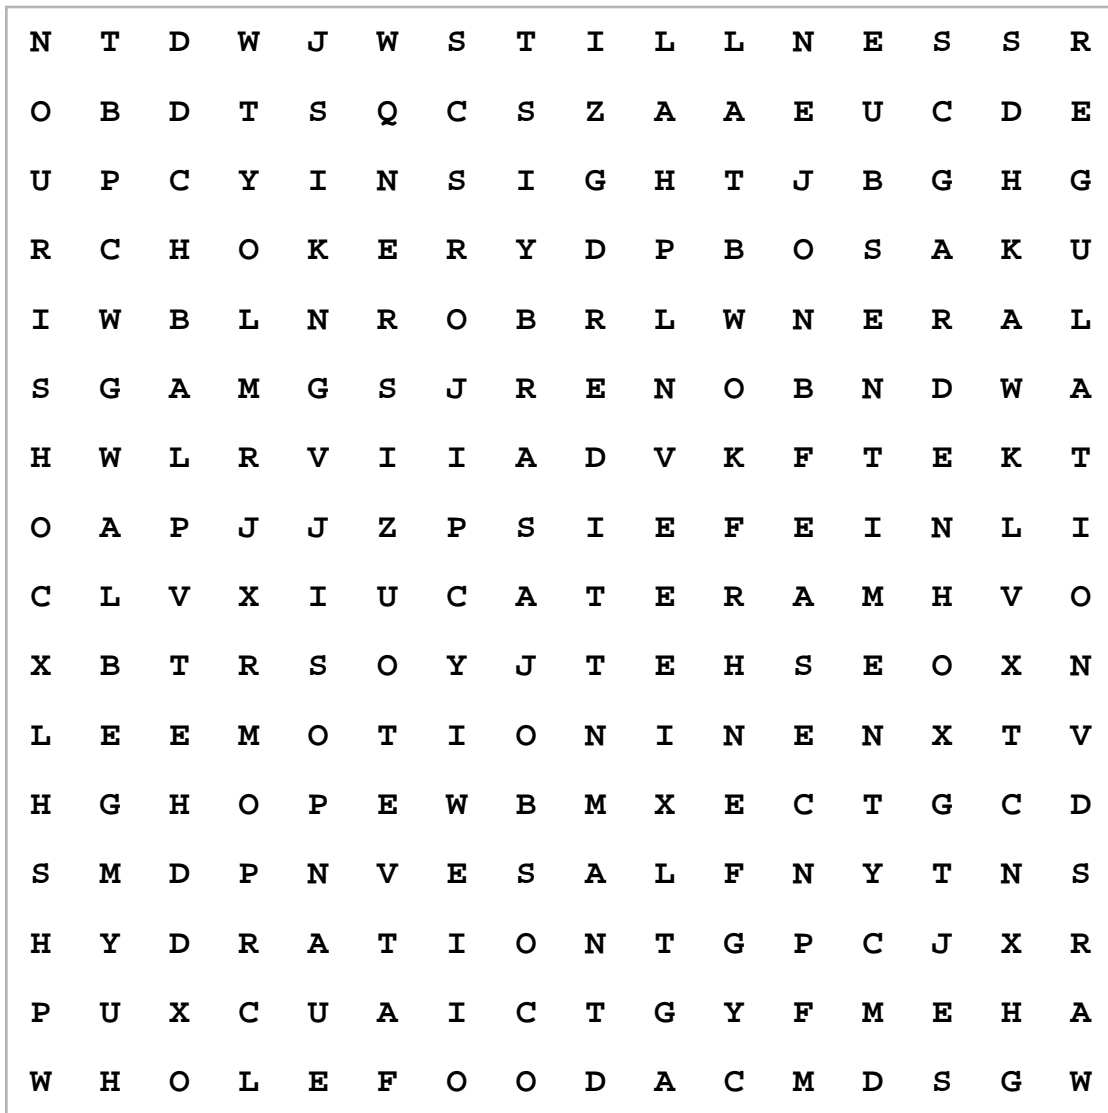 N T D W J W S T I L L N E S S R
O B D T S Q C S Z A A E U C D E
U P C Y I N S I G H T J B G H G
R C H O K E R Y D P B O S A K U
I W B L N R O B R L W N E R A L
S G A M G S J R E N O B N D W A
H W L R V I I A D V K F T E K T
O A P J J Z P S I E F E I N L I
C L V X I U C A T E R A M H V O
X B T R S O Y J T E H S E O X N
L E E M O T I O N I N E N X T V
H G H O P E W B M X E C T G C D
S M D P N V E S A L F N Y T N S
H Y D R A T I O N T G P C J X R
P U X C U A I C T G Y F M E H A
W H O L E F O O D A C M D S G W